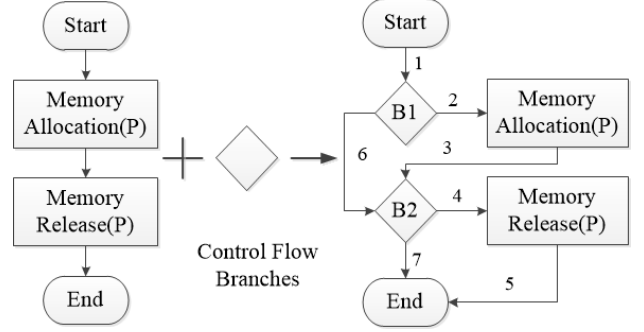 Start
Memory
Allocation(P)
Memory
Release(P)
End
Control Flow
Branches
Start
1
B1
2
Memory
Allocation(P)
6
3
B2
4
Memory
Release(P)
7
5
End